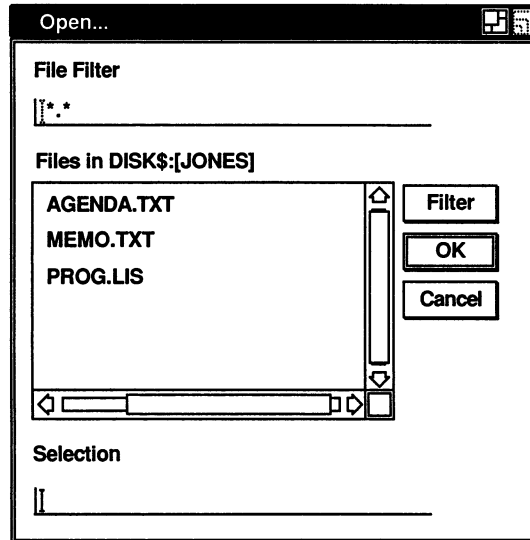 Open...
File Filter
*.*
Files in DISK$:[JONES]
AGENDA.TXT
MEMO.TXT
PROG.LIS
Filter
OK
Cancel
Selection